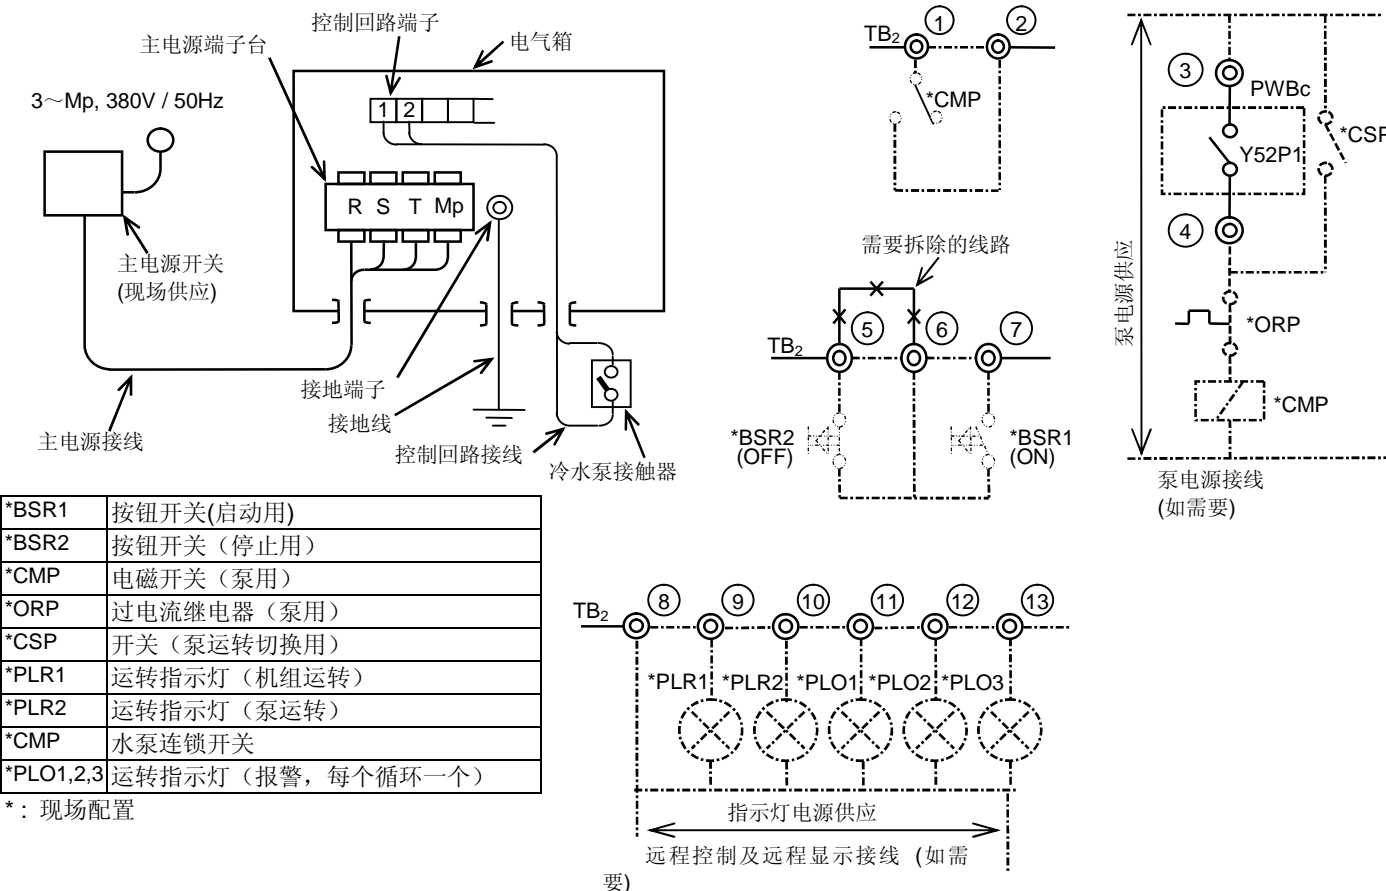 控制回路端子
主电源端子台
电气箱
3～Mp, 380V / 50Hz
1 2
R S T Mp
主电源开关
(现场供应)
接地端子
接地线
主电源接线
控制回路接线
冷水泵接触器
TB2
1 2
*CMP
需要拆除的线路
TB2
5 6 7
*BSR2
(OFF)
*BSR1
(ON)
3
PWBc
*CSP
Y52P1
4
泵电源供应
*ORP
*CMP
泵电源接线
(如需要)
*BSR1 按钮开关(启动用)
*BSR2 按钮开关（停止用）
*CMP 电磁开关（泵用）
*ORP 过电流继电器（泵用）
*CSP 开关（泵运转切换用）
*PLR1 运转指示灯（机组运转）
*PLR2 运转指示灯（泵运转）
*CMP 水泵连锁开关
*PLO1,2,3 运转指示灯（报警，每个循环一个）
*：现场配置
TB2
8 9 10 11 12 13
*PLR1 *PLR2 *PLO1 *PLO2 *PLO3
指示灯电源供应
远程控制及远程显示接线 (如需
要)